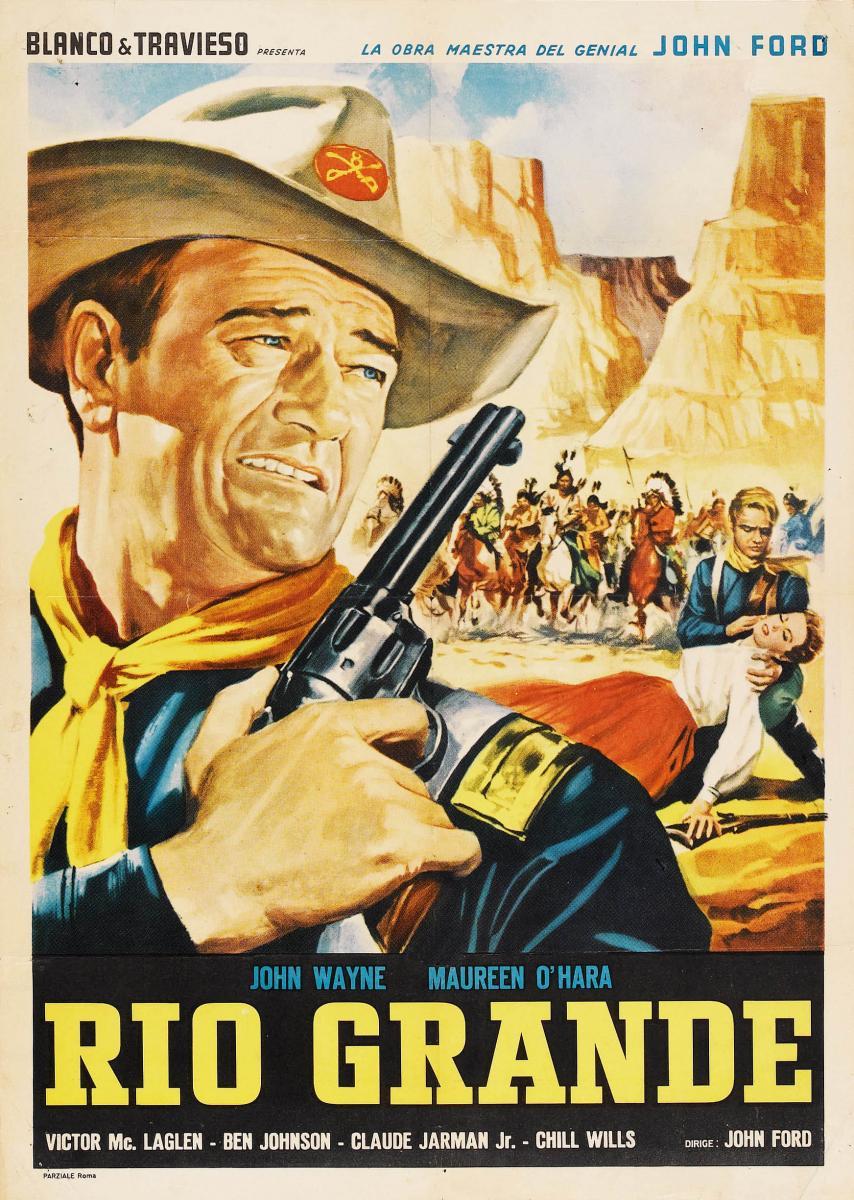 BLANCO & TRAVIESO PRESENTA LA OBRA MAESTRA DEL GENIAL JOHN FORD
8
JOHN WAYNE MAUREEN O'HARA
RIO GRANDE
VICTOR Mc. LAGLEN - BEN JOHNSON - CLAUDE JARMAN Jr. - CHILL WILLS DIRIGE: JOHN FORD
PARZIALE Roma